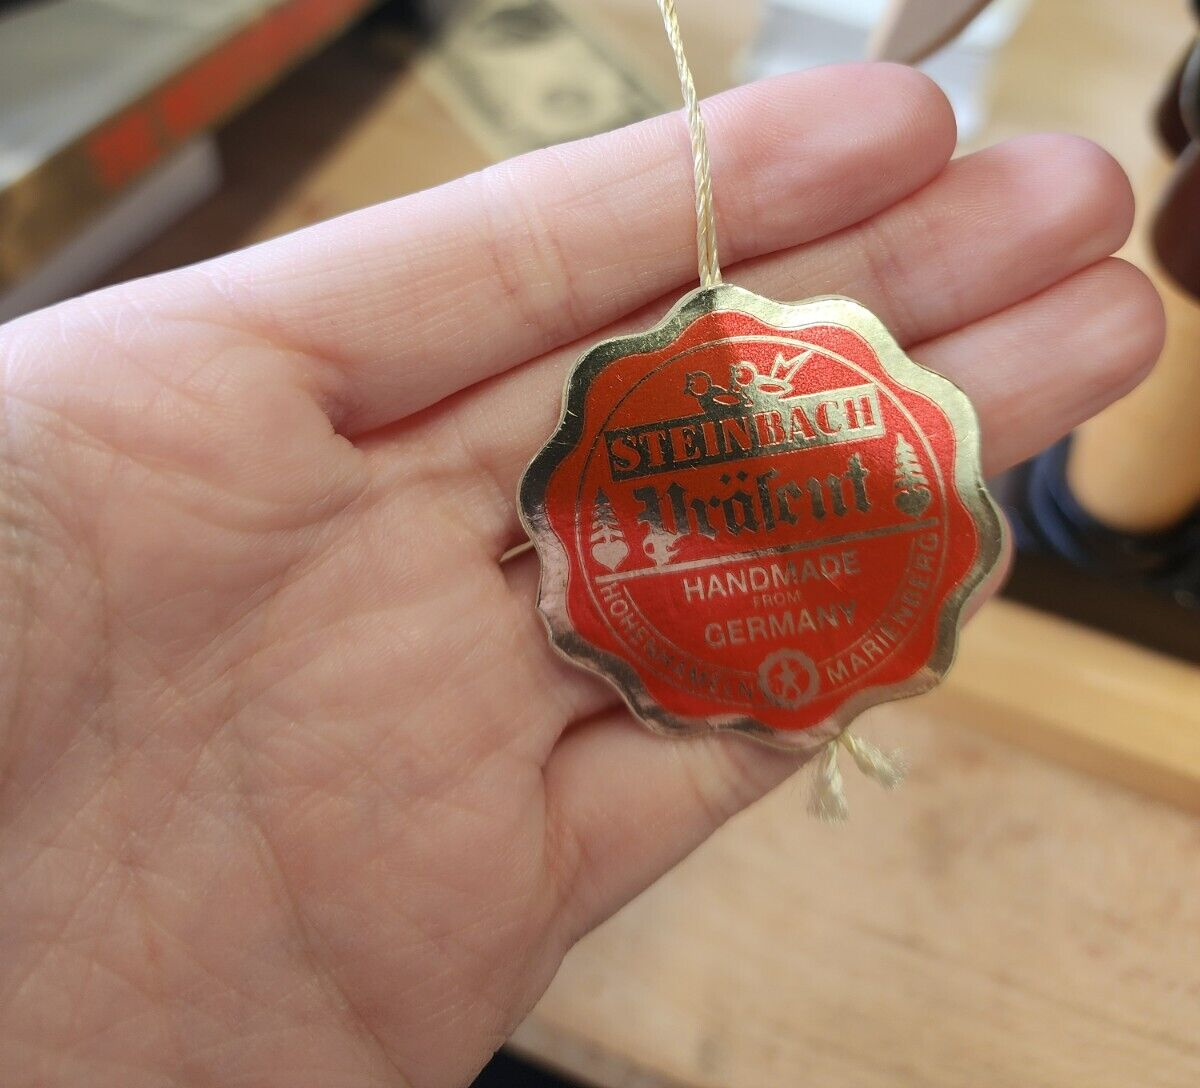 STEINBACH
Präſent
HANDMADE
FROM
GERMANY
HOHENHAMELN
MARIENBERG